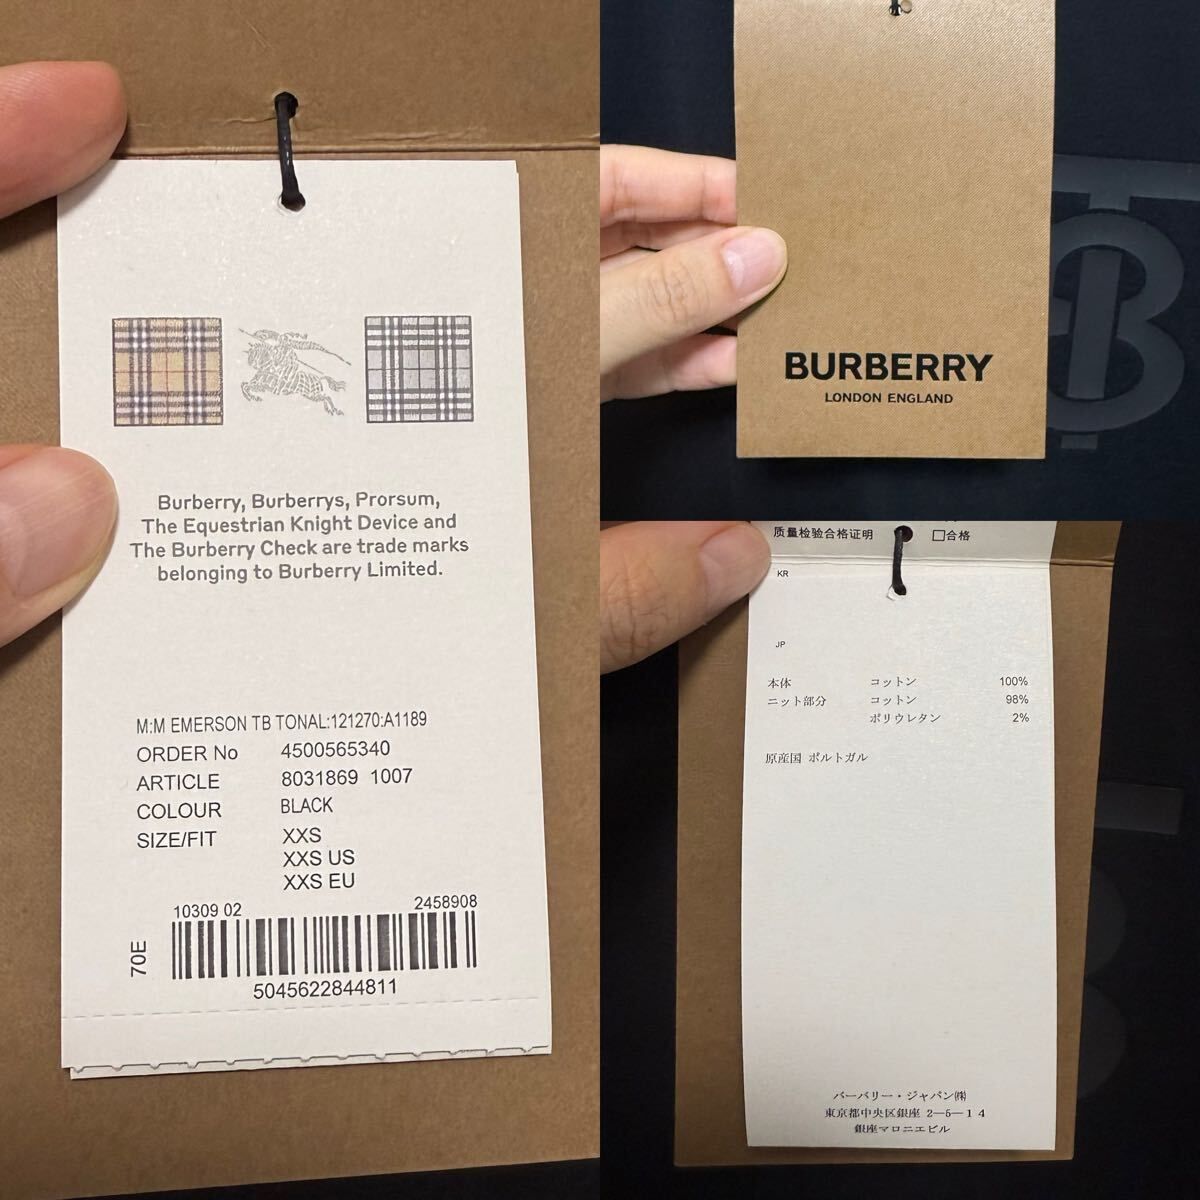 Burberry, Burberrys, Prorsum,
The Equestrian Knight Device and
The Burberry Check are trade marks
belonging to Burberry Limited.
M:M EMERSON TB TONAL:121270:A1189
ORDER No 4500565340
ARTICLE 8031869 1007
COLOUR BLACK
SIZE/FIT XXS
XXS US
XXS EU
10309 02 2458908
70E
5045622844811
BURBERRY
LONDON ENGLAND
质量检验合格证明 □合格
KR
JP
本体 コットン 100%
ニット部分 コットン 98%
ポリウレタン 2%
原産国 ポルトガル
バーバリー・ジャパン㈱
東京都中央区銀座 2—5—14
銀座マロニエビル